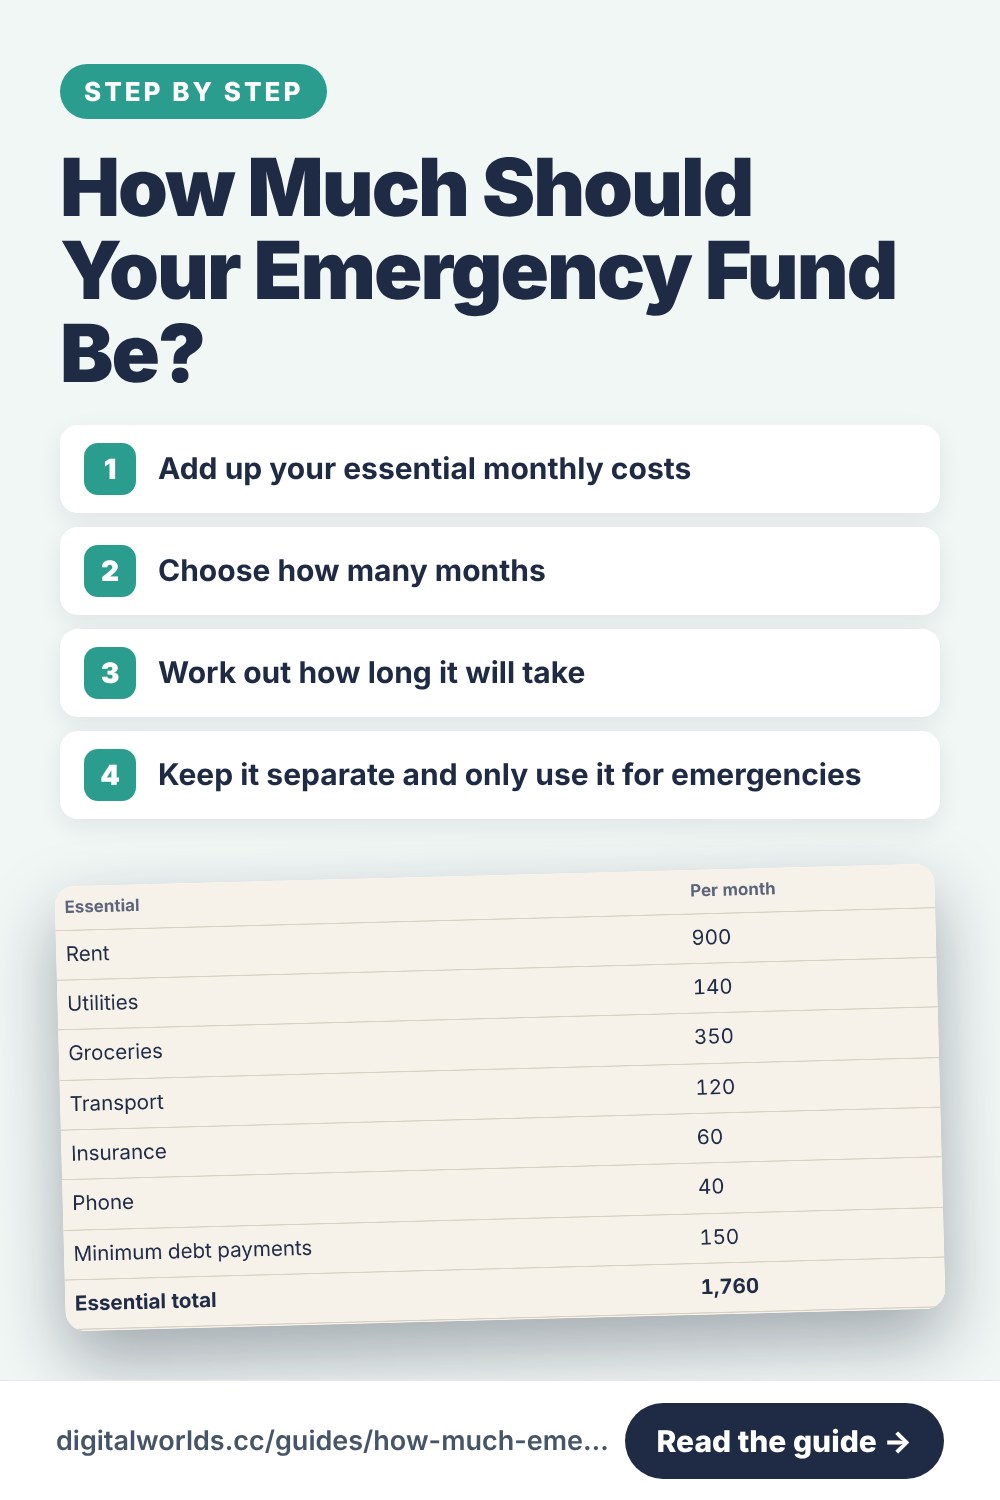 STEP BY STEP
How Much Should
Your Emergency Fund
Be?
1 Add up your essential monthly costs
2 Choose how many months
3 Work out how long it will take
4 Keep it separate and only use it for emergencies
Essential Per month
Rent 900
Utilities 140
Groceries 350
Transport 120
Insurance 60
Phone 40
Minimum debt payments 150
Essential total 1,760
digitalworlds.cc/guides/how-much-eme... Read the guide →